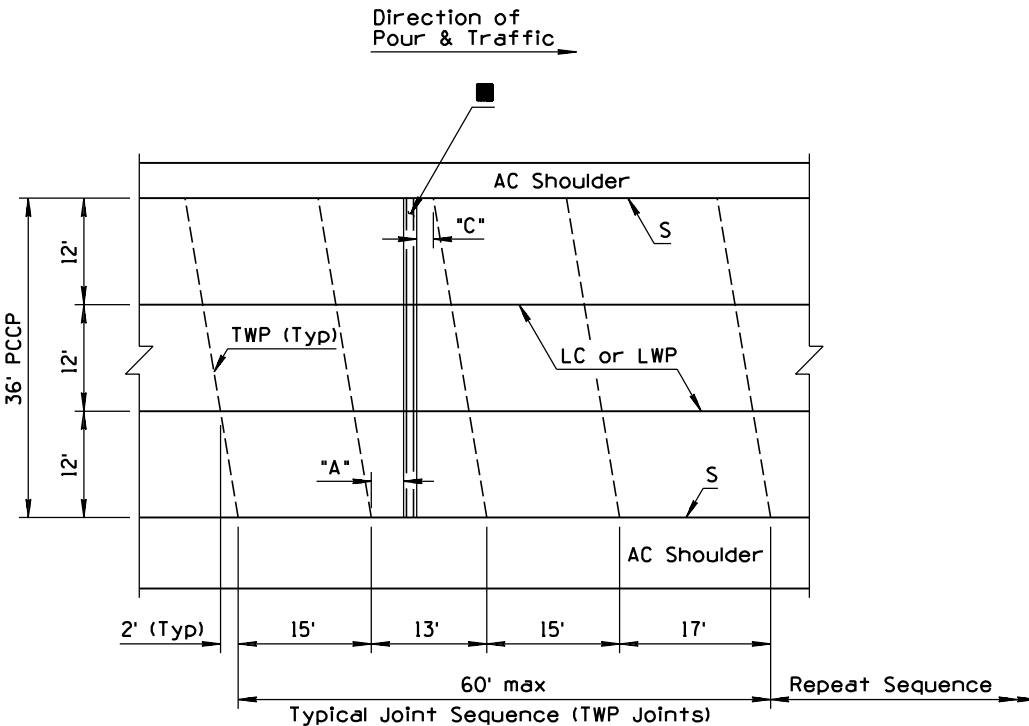 Direction of
Pour & Traffic
AC Shoulder
"C"
S
12'
TWP (Typ)
LC or LWP
36' PCCP
12'
"A"
S
12'
AC Shoulder
2' (Typ)
15'
13'
15'
17'
60' max
Repeat Sequence
Typical Joint Sequence (TWP Joints)